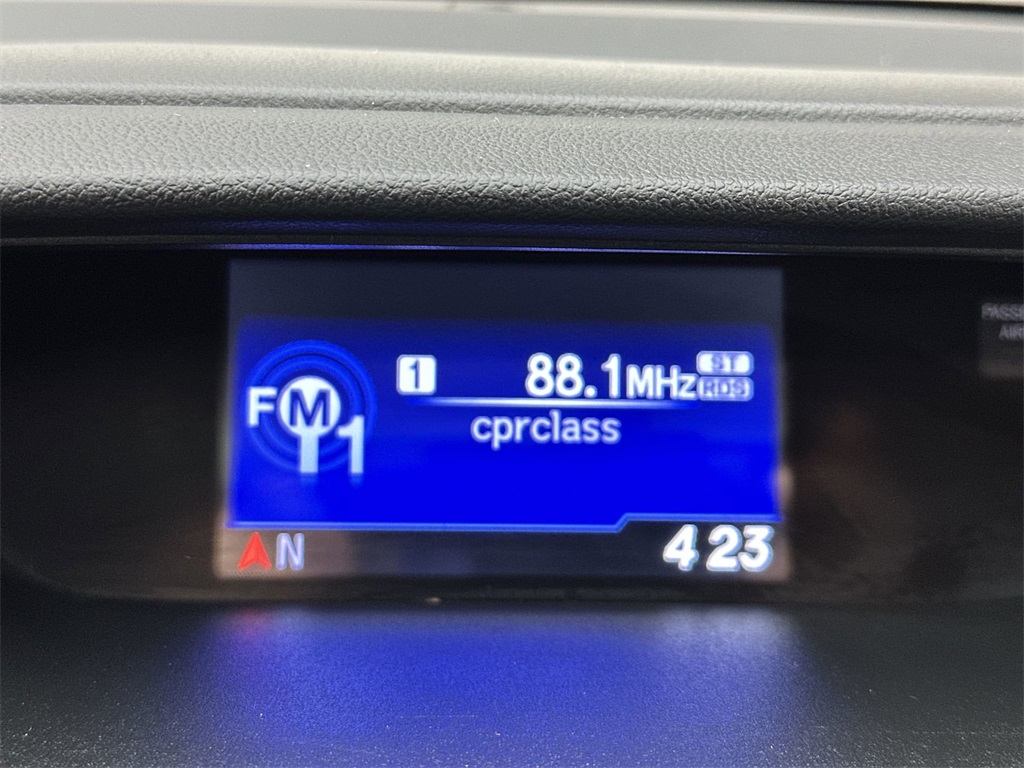 FM1
1 88.1MHz ST
RDS
cprclass
N
4 23